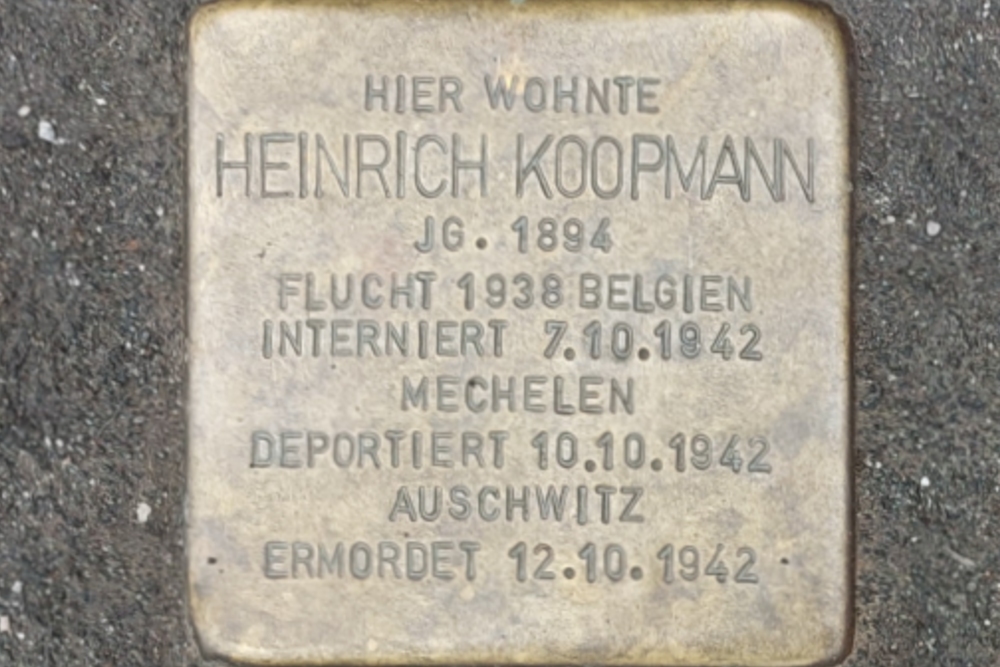 HIER WOHNTE
HEINRICH KOOPMANN
JG. 1894
FLUCHT 1938 BELGIEN
INTERNIERT 7.10.1942
MECHELEN
DEPORTIERT 10.10.1942
AUSCHWITZ
ERMORDET 12.10.1942